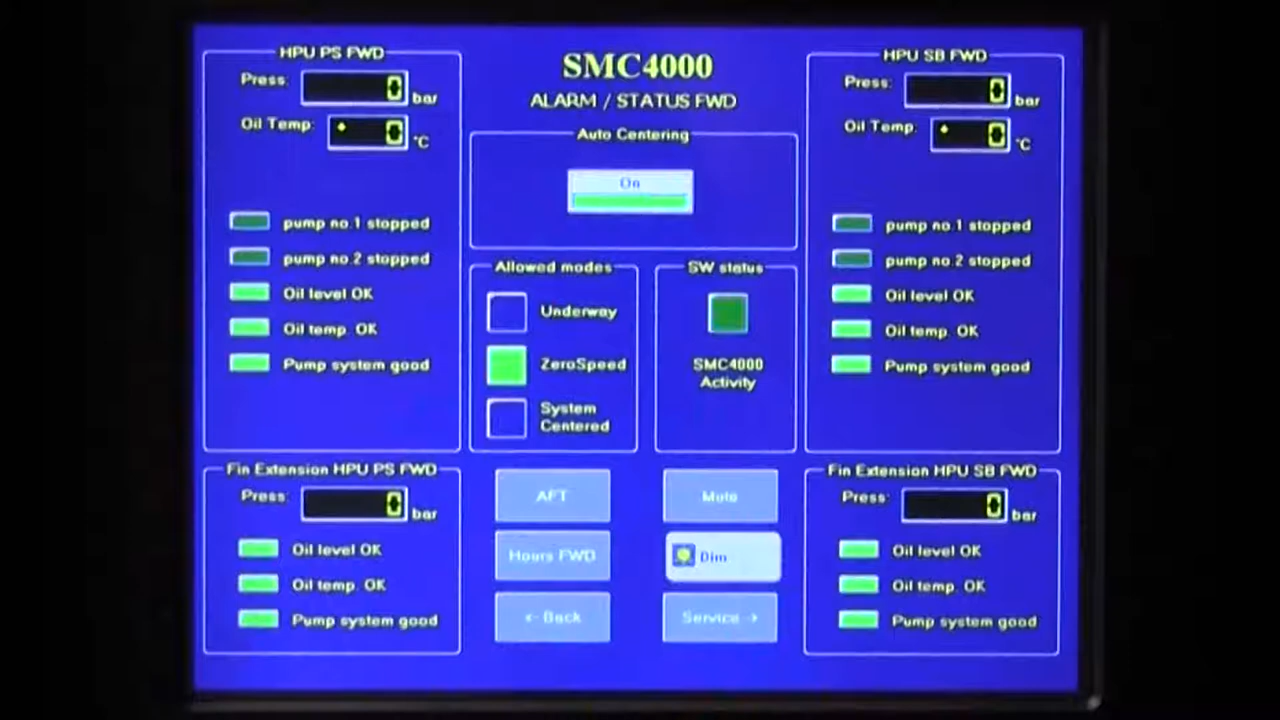 HPU PS FWD
Press: 0 bar
Oil Temp: 0 °C
pump no.1 stopped
pump no.2 stopped
Oil level OK
Oil temp. OK
Pump system good
SMC4000
ALARM / STATUS FWD
Auto Centering
On
Allowed modes
Underway
ZeroSpeed
System
Centered
SW status
SMC4000
Activity
HPU SB FWD
Press: 0 bar
Oil Temp: 0 °C
pump no.1 stopped
pump no.2 stopped
Oil level OK
Oil temp. OK
Pump system good
Fin Extension HPU PS FWD
Press: 0 bar
Oil level OK
Oil temp. OK
Pump system good
AFT
Mute
Hours FWD
Dim
<- Back
Service ->
Fin Extension HPU SB FWD
Press: 0 bar
Oil level OK
Oil temp. OK
Pump system good